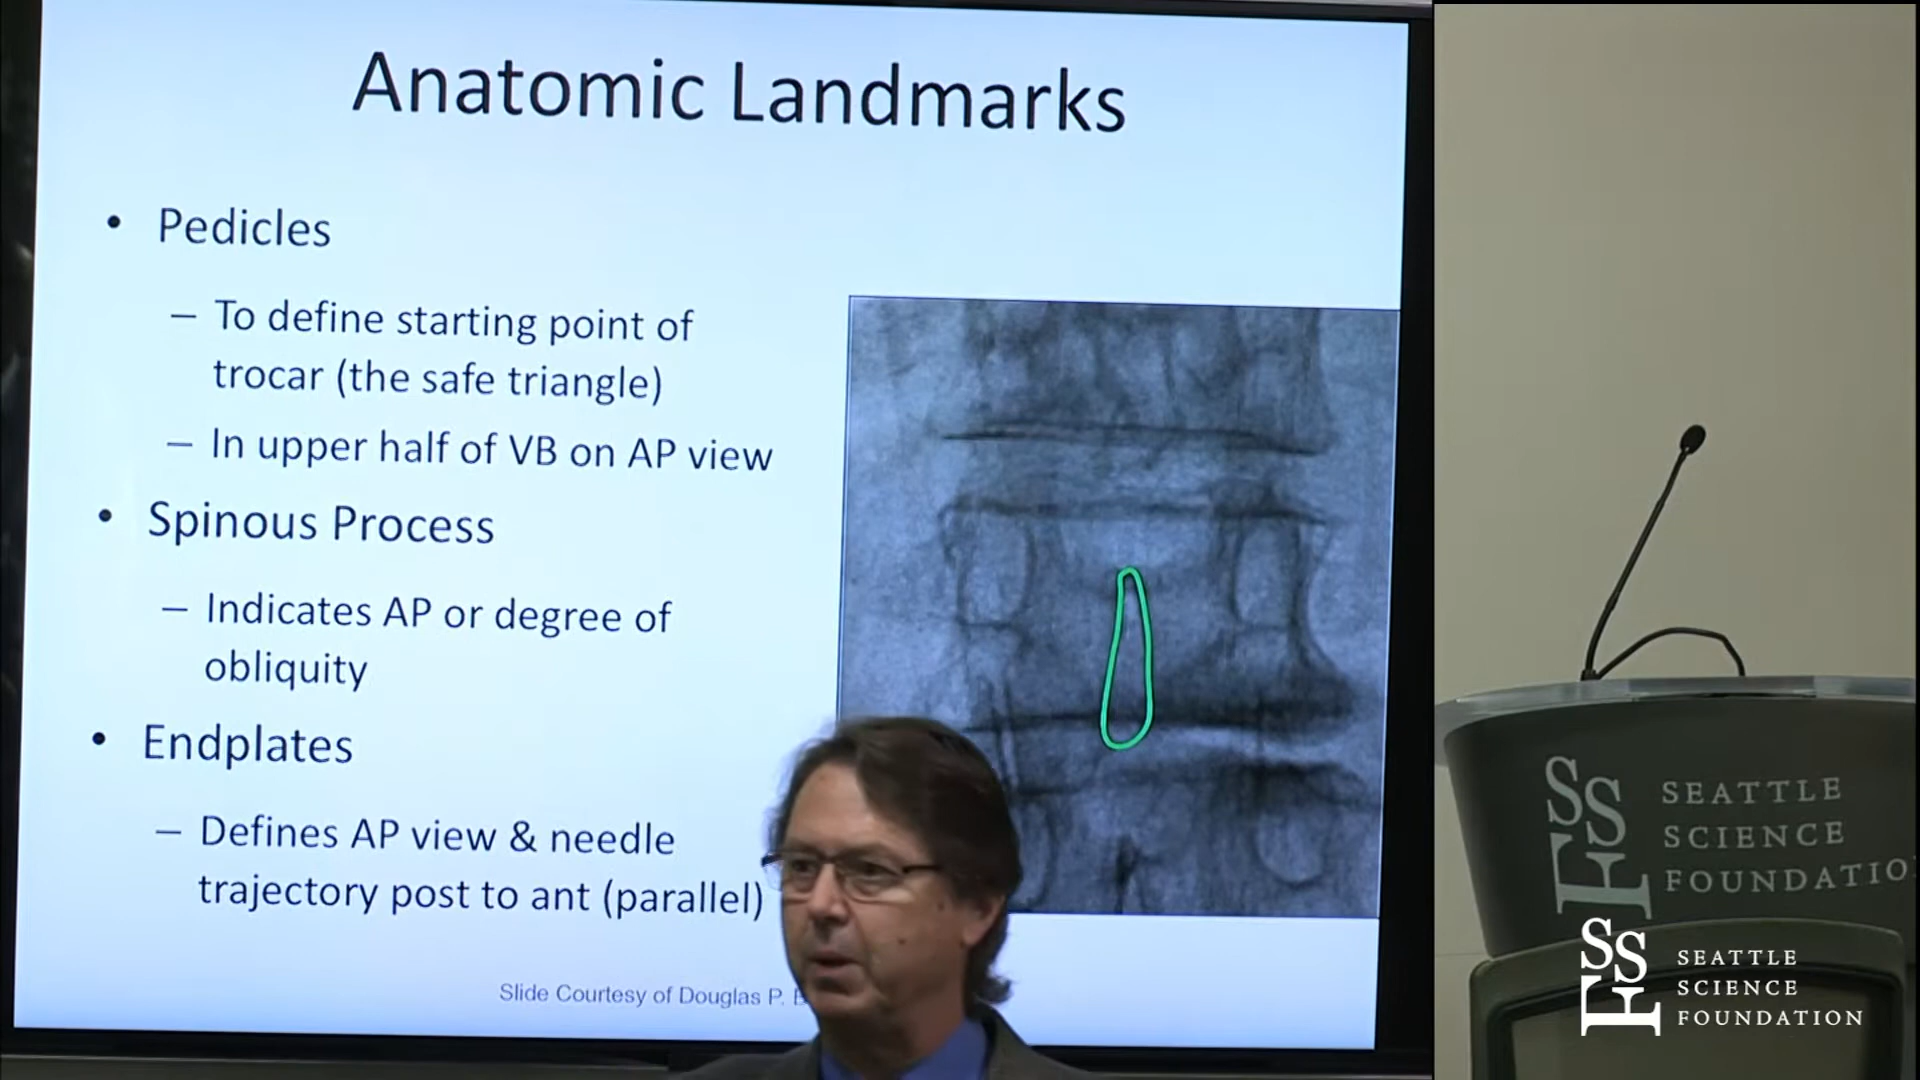 Anatomic Landmarks
• Pedicles
– To define starting point of
trocar (the safe triangle)
– In upper half of VB on AP view
• Spinous Process
– Indicates AP or degree of
obliquity
• Endplates
– Defines AP view & needle
trajectory post to ant (parallel)
Slide Courtesy of Douglas P.
SEATTLE
SCIENCE
FOUNDATIO
SEATTLE
SCIENCE
FOUNDATION